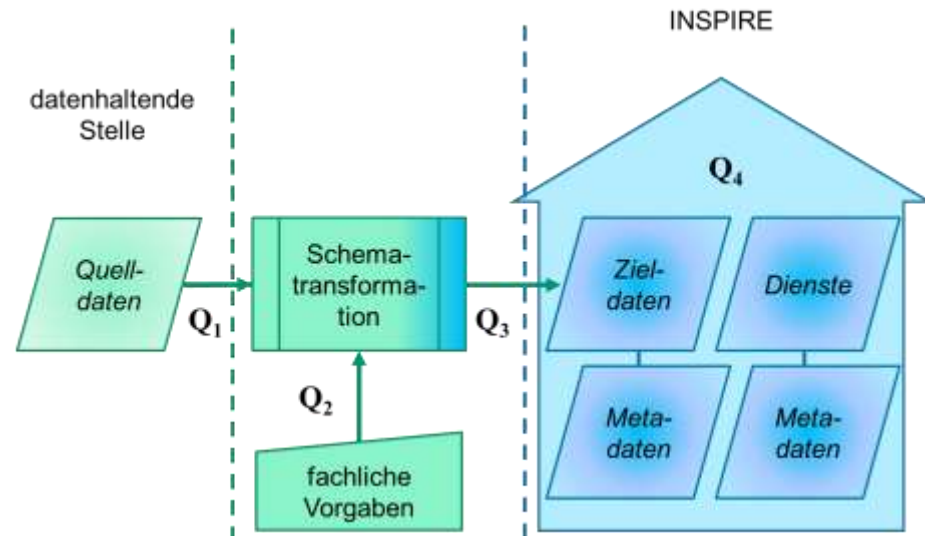 INSPIRE
datenhaltende
Stelle
Q4
Quell-
daten
Schema-
transforma-
tion
Ziel-
daten
Dienste
Q1
Q3
Q2
Meta-
daten
Meta-
daten
fachliche
Vorgaben